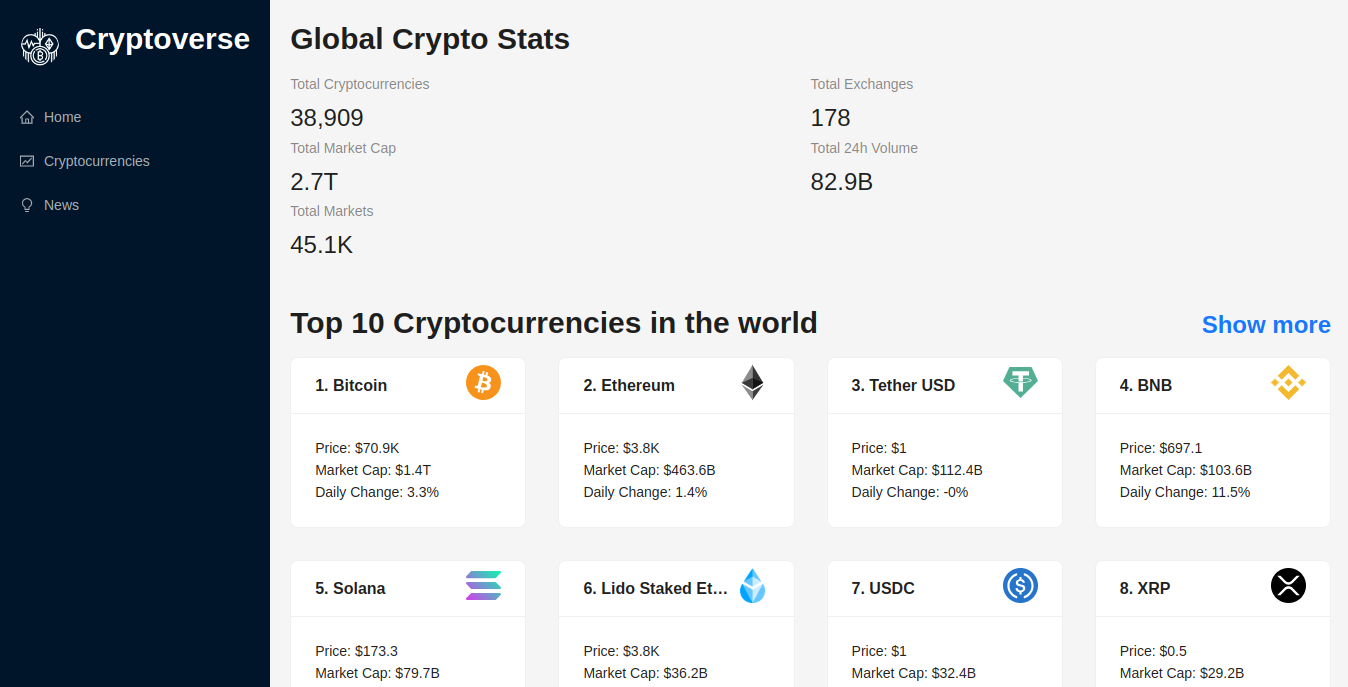 Cryptoverse
Home
Cryptocurrencies
News
Global Crypto Stats
Total Cryptocurrencies
38,909
Total Exchanges
178
Total Market Cap
2.7T
Total 24h Volume
82.9B
Total Markets
45.1K
Top 10 Cryptocurrencies in the world
Show more
1. Bitcoin
Price: $70.9K
Market Cap: $1.4T
Daily Change: 3.3%
2. Ethereum
Price: $3.8K
Market Cap: $463.6B
Daily Change: 1.4%
3. Tether USD
Price: $1
Market Cap: $112.4B
Daily Change: -0%
4. BNB
Price: $697.1
Market Cap: $103.6B
Daily Change: 11.5%
5. Solana
Price: $173.3
Market Cap: $79.7B
6. Lido Staked Et...
Price: $3.8K
Market Cap: $36.2B
7. USDC
Price: $1
Market Cap: $32.4B
8. XRP
Price: $0.5
Market Cap: $29.2B